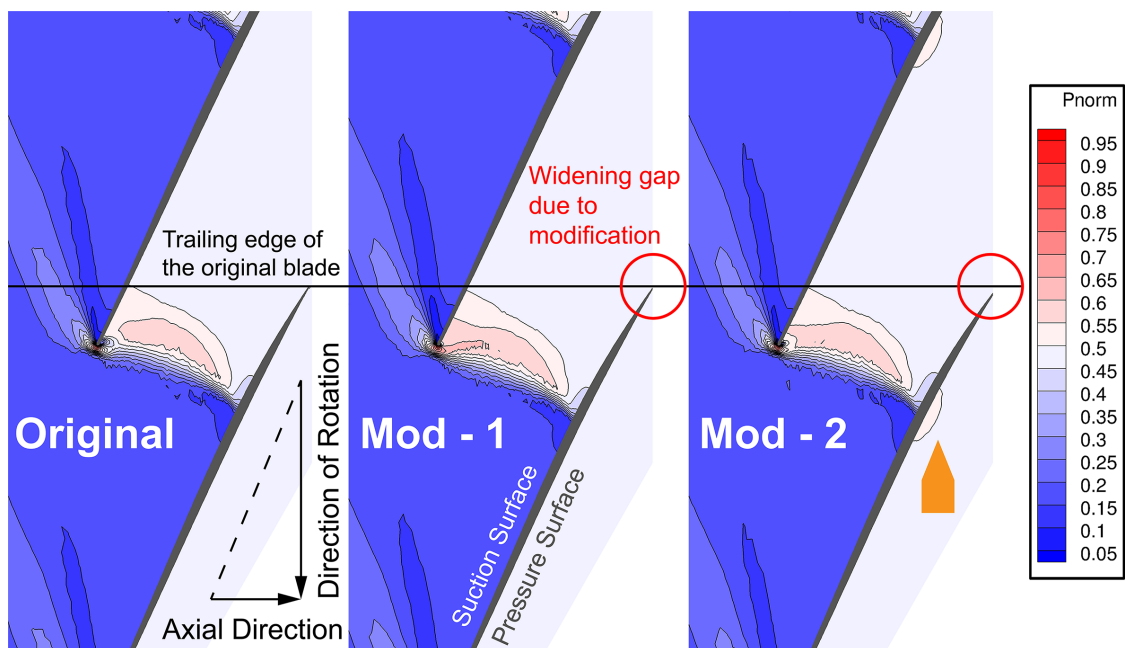 Widening gap
due to
modification
Trailing edge of
the original blade
Original
Mod - 1
Mod - 2
Direction of Rotation
Axial Direction
Suction Surface
Pressure Surface
Pnorm
0.95
0.9
0.85
0.8
0.75
0.7
0.65
0.6
0.55
0.5
0.45
0.4
0.35
0.3
0.25
0.2
0.15
0.1
0.05